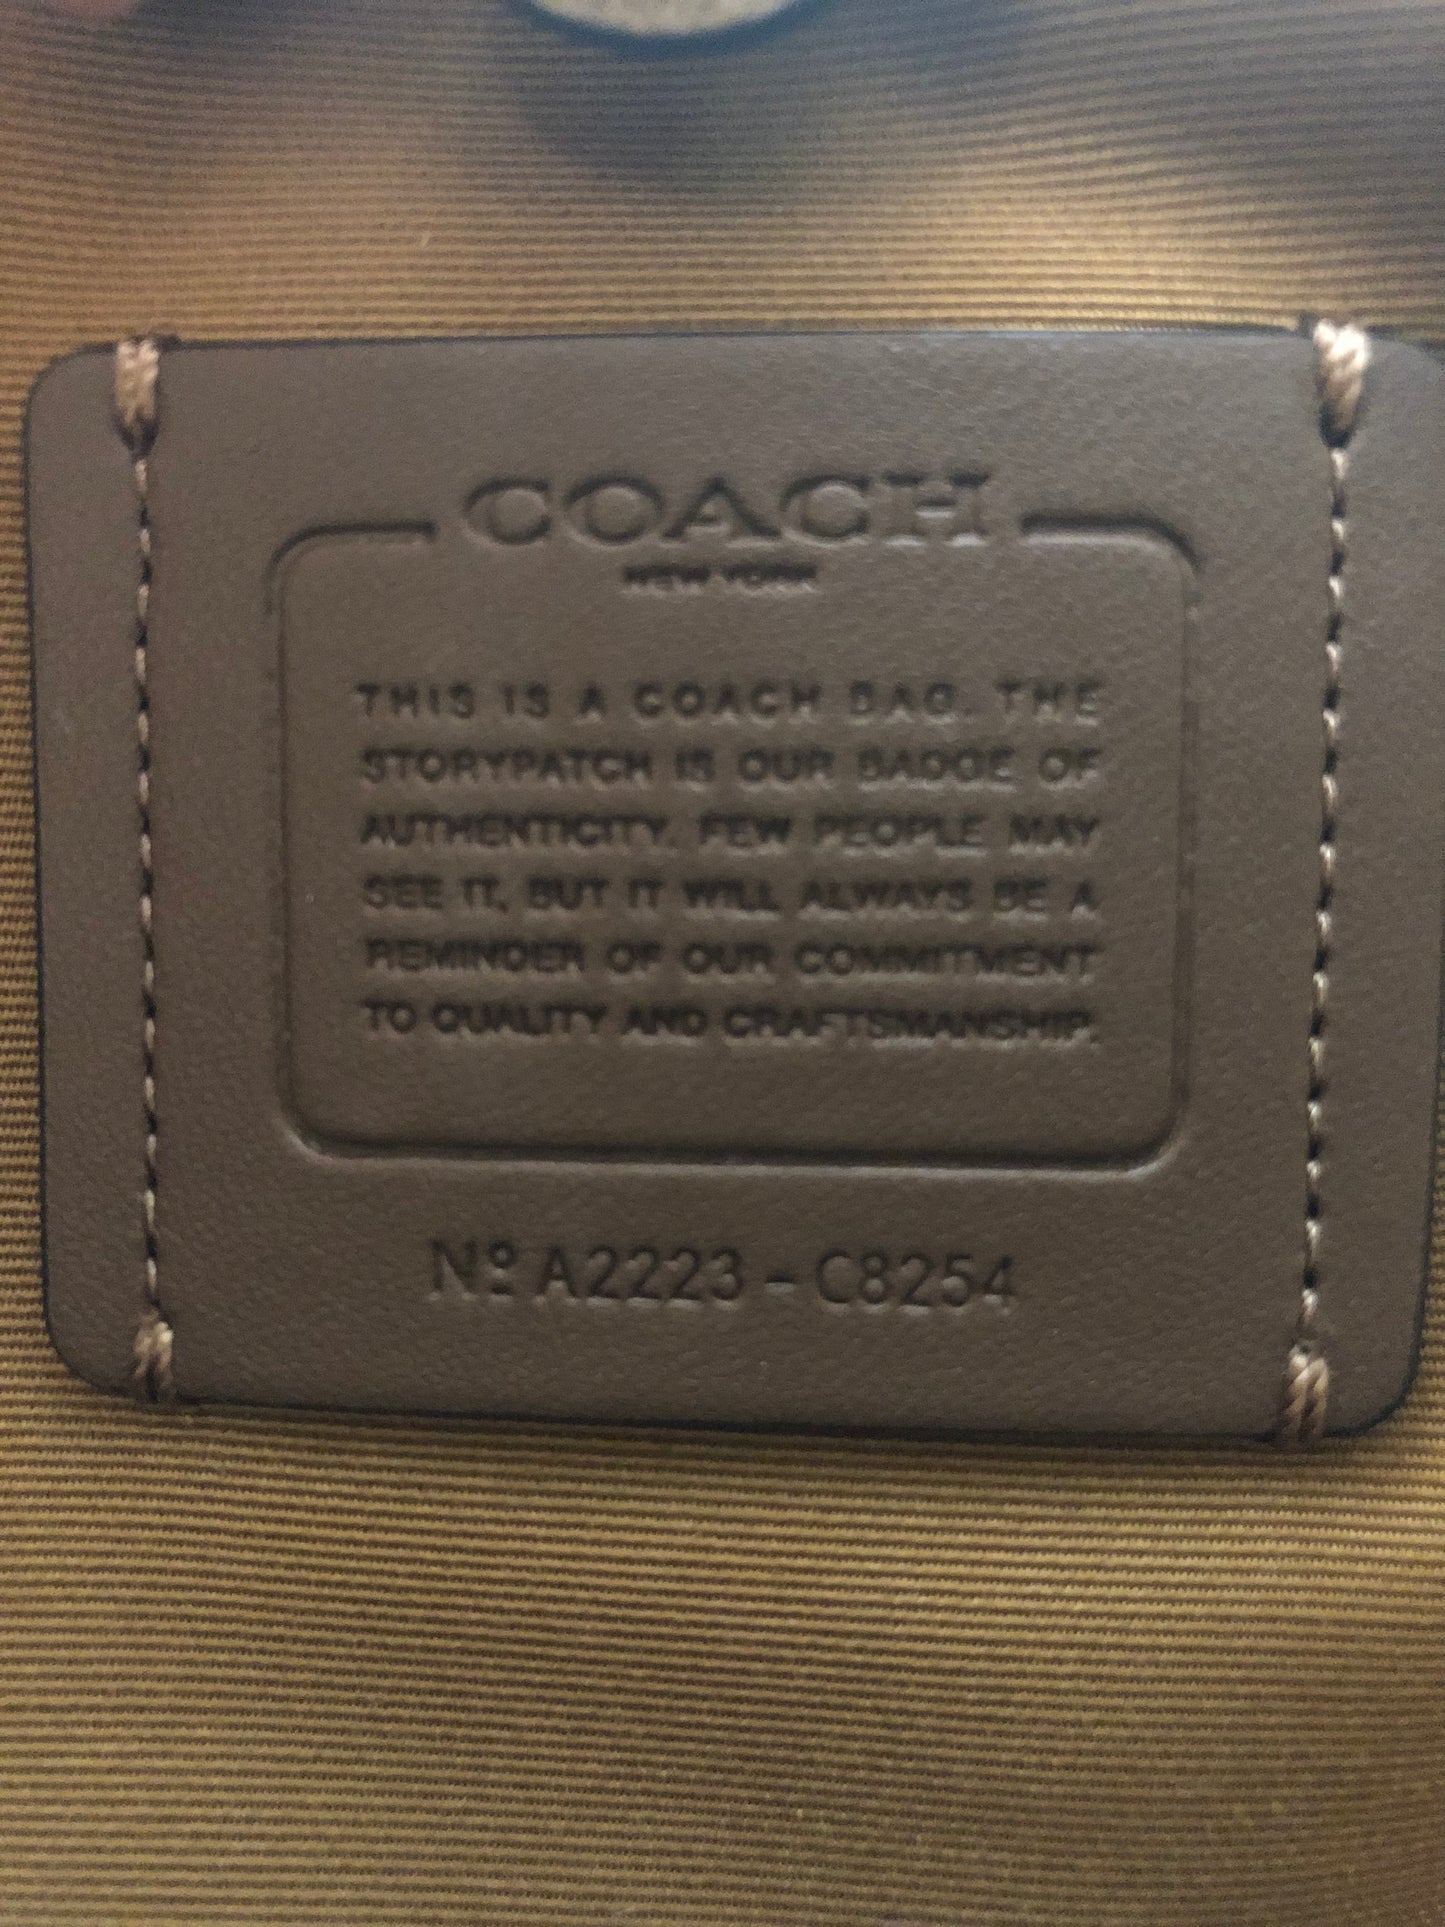 COACH
NEW YORK
THIS IS A COACH BAG. THE
STORYPATCH IS OUR BADGE OF
AUTHENTICITY. FEW PEOPLE MAY
SEE IT, BUT IT WILL ALWAYS BE A
REMINDER OF OUR COMMITMENT
TO QUALITY AND CRAFTSMANSHIP.
Nº A2223 - C8254